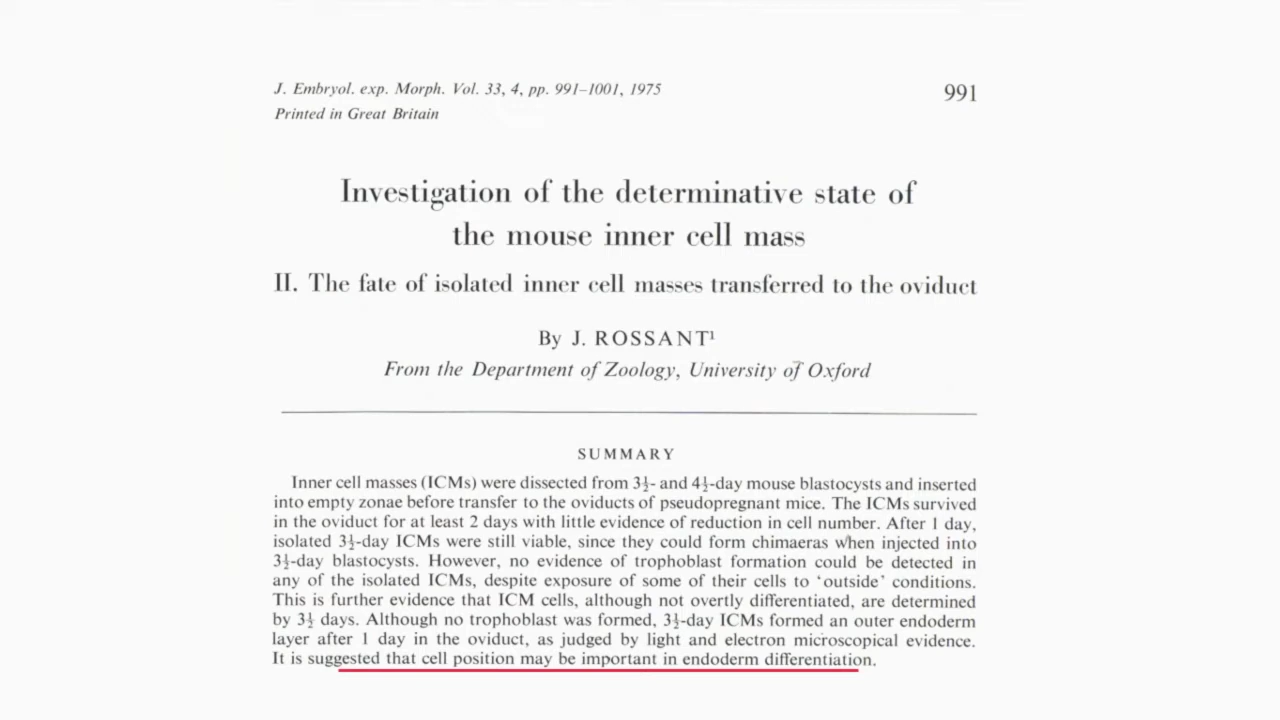 J. Embryol. exp. Morph. Vol. 33, 4, pp. 991–1001, 1975
991
Printed in Great Britain
Investigation of the determinative state of
the mouse inner cell mass
II. The fate of isolated inner cell masses transferred to the oviduct
By J. ROSSANT¹
From the Department of Zoology, University of Oxford
SUMMARY
Inner cell masses (ICMs) were dissected from 3½- and 4½-day mouse blastocysts and inserted
into empty zonae before transfer to the oviducts of pseudopregnant mice. The ICMs survived
in the oviduct for at least 2 days with little evidence of reduction in cell number. After 1 day,
isolated 3½-day ICMs were still viable, since they could form chimaeras when injected into
3½-day blastocysts. However, no evidence of trophoblast formation could be detected in
any of the isolated ICMs, despite exposure of some of their cells to ‘outside’ conditions.
This is further evidence that ICM cells, although not overtly differentiated, are determined
by 3½ days. Although no trophoblast was formed, 3½-day ICMs formed an outer endoderm
layer after 1 day in the oviduct, as judged by light and electron microscopical evidence.
It is suggested that cell position may be important in endoderm differentiation.